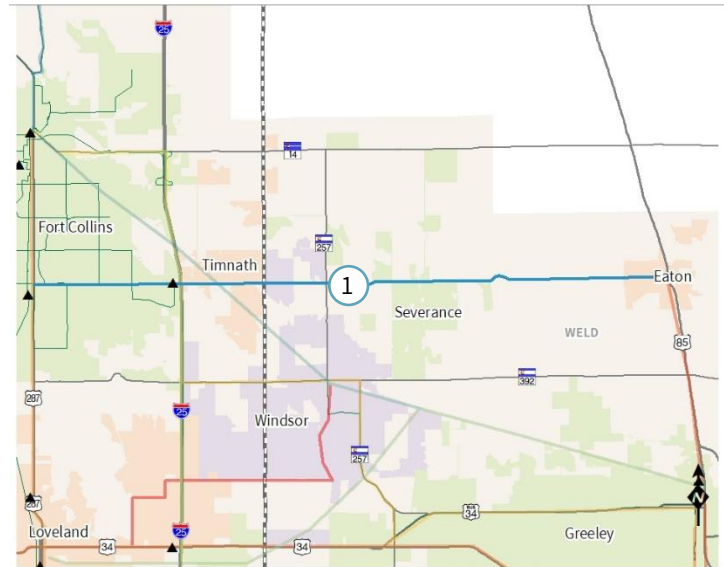 25
14
Fort Collins
257
Timnath
1
Eaton
Severance
WELD
85
392
287
25
Windsor
257
287
25
34
Loveland
34
34
Greeley
N